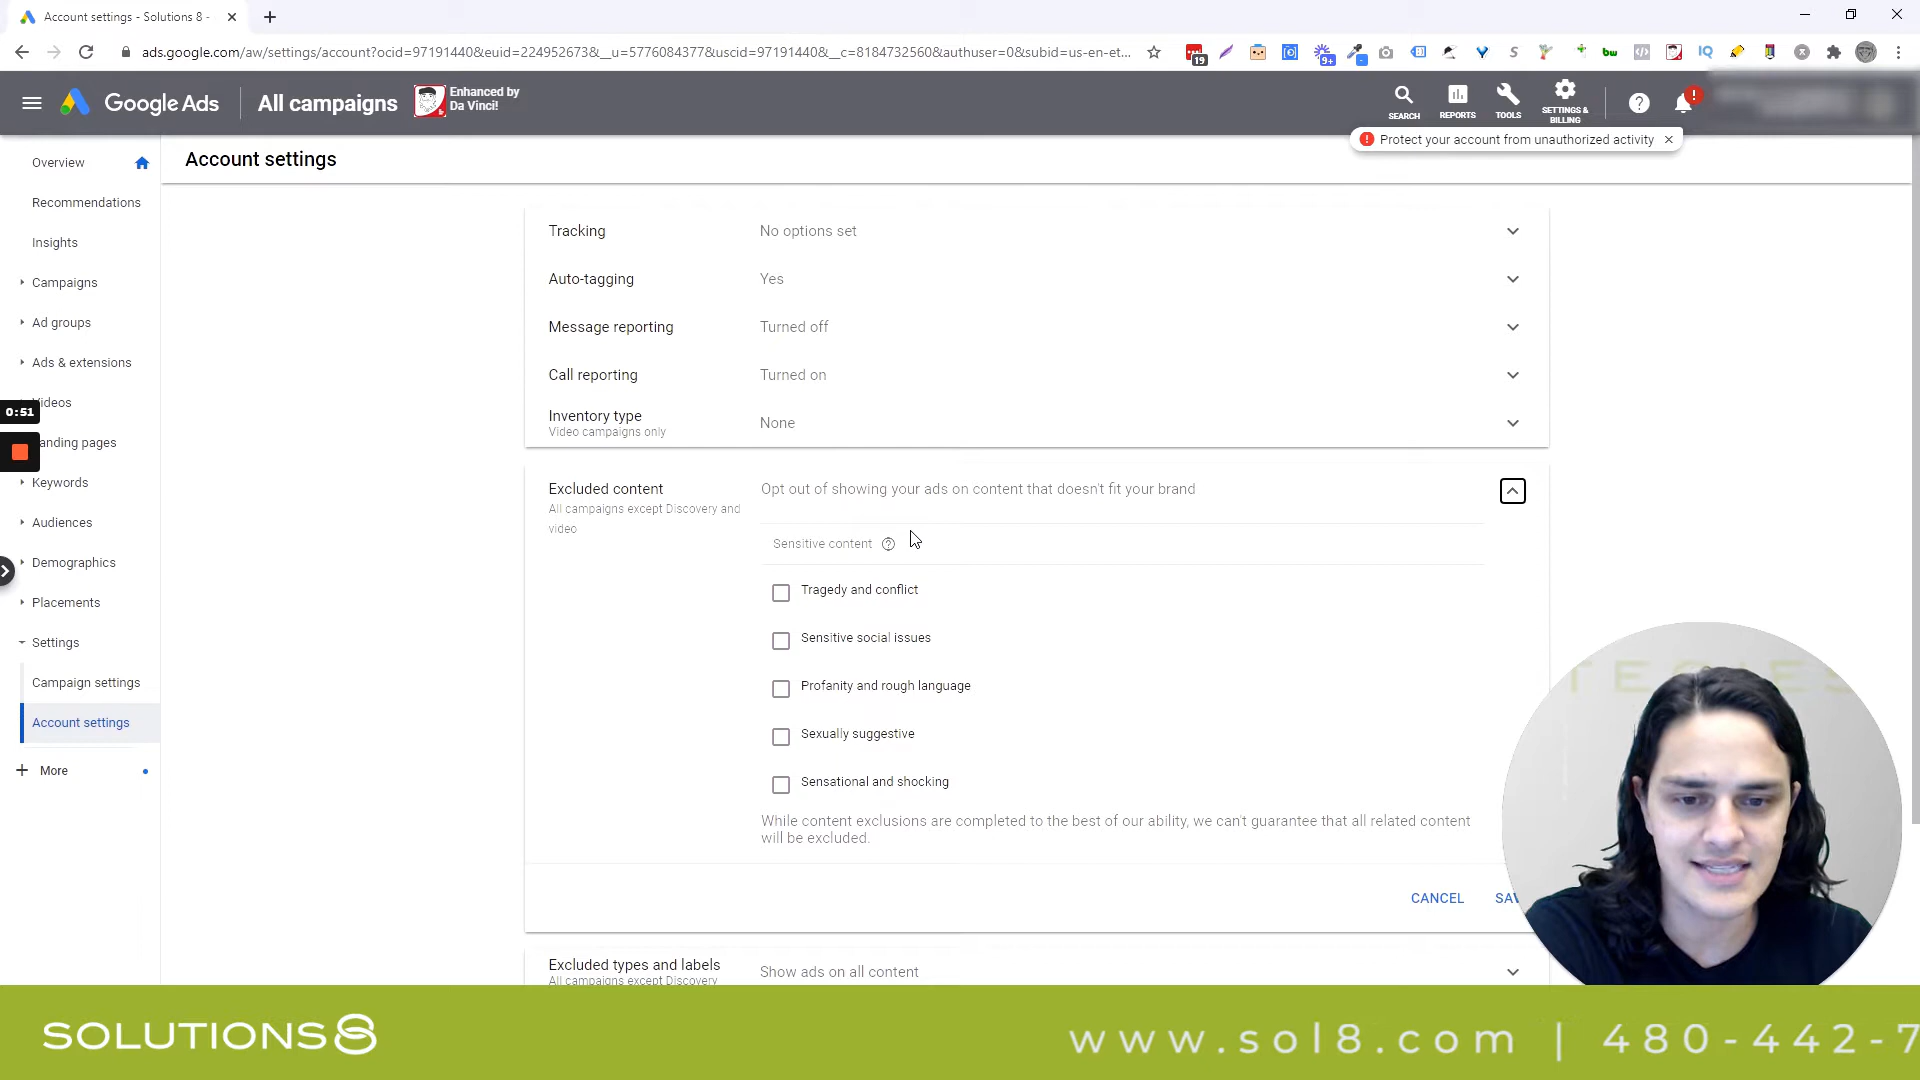 Account settings - Solutions 8 -
ads.google.com/aw/settings/account?ocid=97191440&euid=224952673&__u=5776084377&uscid=97191440&__c=8184732560&authuser=0&subid=us-en-et...
19
9+
bw
IQ
Google Ads
All campaigns
Enhanced by
Da Vinci!
SEARCH
REPORTS
TOOLS
SETTINGS &
BILLING
Protect your account from unauthorized activity
Account settings
Overview
Recommendations
Insights
Campaigns
Ad groups
Ads & extensions
Videos
0:51
anding pages
Keywords
Audiences
Demographics
Placements
Settings
Campaign settings
Account settings
More
Tracking
No options set
Auto-tagging
Yes
Message reporting
Turned off
Call reporting
Turned on
Inventory type
Video campaigns only
None
Excluded content
All campaigns except Discovery and
video
Opt out of showing your ads on content that doesn't fit your brand
Sensitive content
Tragedy and conflict
Sensitive social issues
Profanity and rough language
Sexually suggestive
Sensational and shocking
While content exclusions are completed to the best of our ability, we can't guarantee that all related content
will be excluded.
CANCEL
SAV
Excluded types and labels
All campaigns except Discovery
Show ads on all content
SOLUTIONS 8
www.sol8.com | 480-442-7